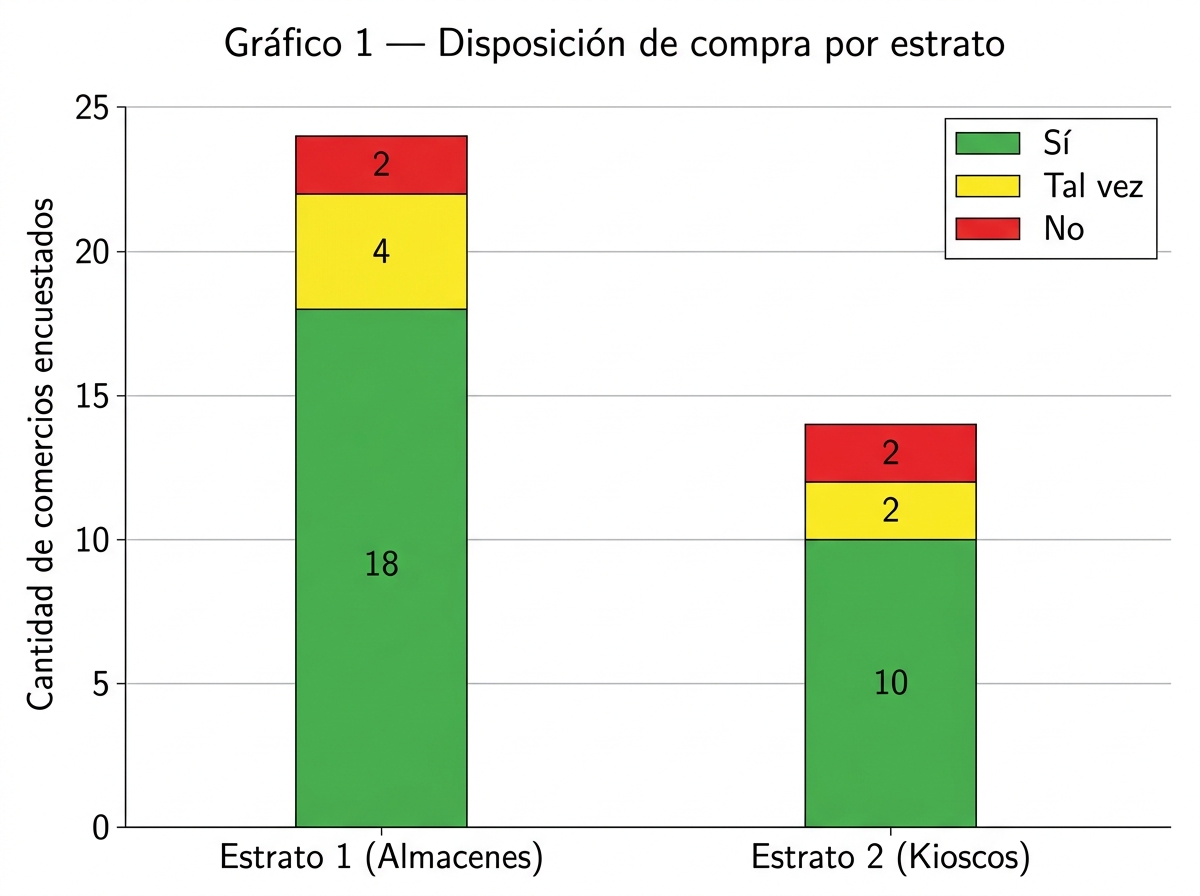 Gráfico 1 — Disposición de compra por estrato
Cantidad de comercios encuestados
25
20
15
10
5
0
Sí
Tal vez
No
2
4
18
2
2
10
Estrato 1 (Almacenes)
Estrato 2 (Kioscos)